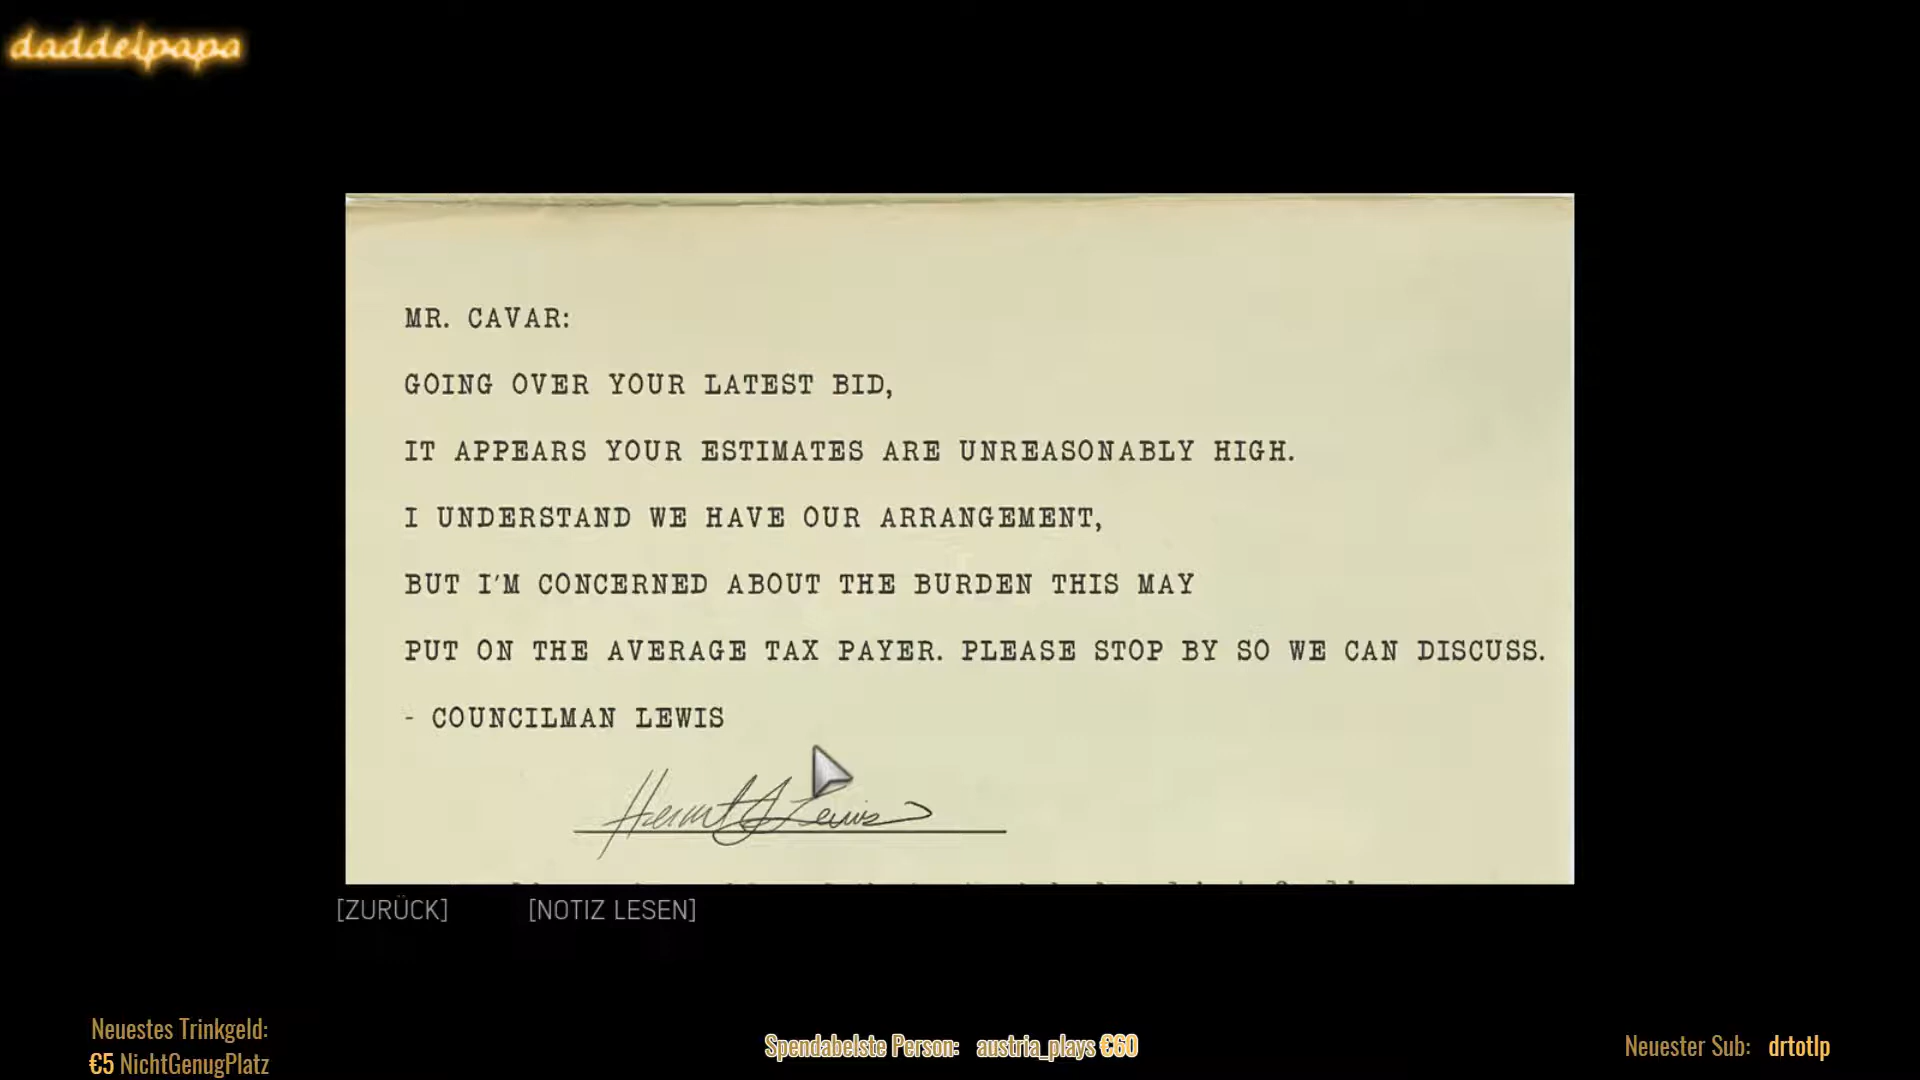 daddelpapa
MR. CAVAR:
GOING OVER YOUR LATEST BID,
IT APPEARS YOUR ESTIMATES ARE UNREASONABLY HIGH.
I UNDERSTAND WE HAVE OUR ARRANGEMENT,
BUT I'M CONCERNED ABOUT THE BURDEN THIS MAY
PUT ON THE AVERAGE TAX PAYER. PLEASE STOP BY SO WE CAN DISCUSS.
- COUNCILMAN LEWIS
Lewis
[ZURÜCK] [NOTIZ LESEN]
Neuestes Trinkgeld:
€5 NichtGenugPlatz
Spendabelste Person: austria_plays €60
Neuester Sub: drtotlp